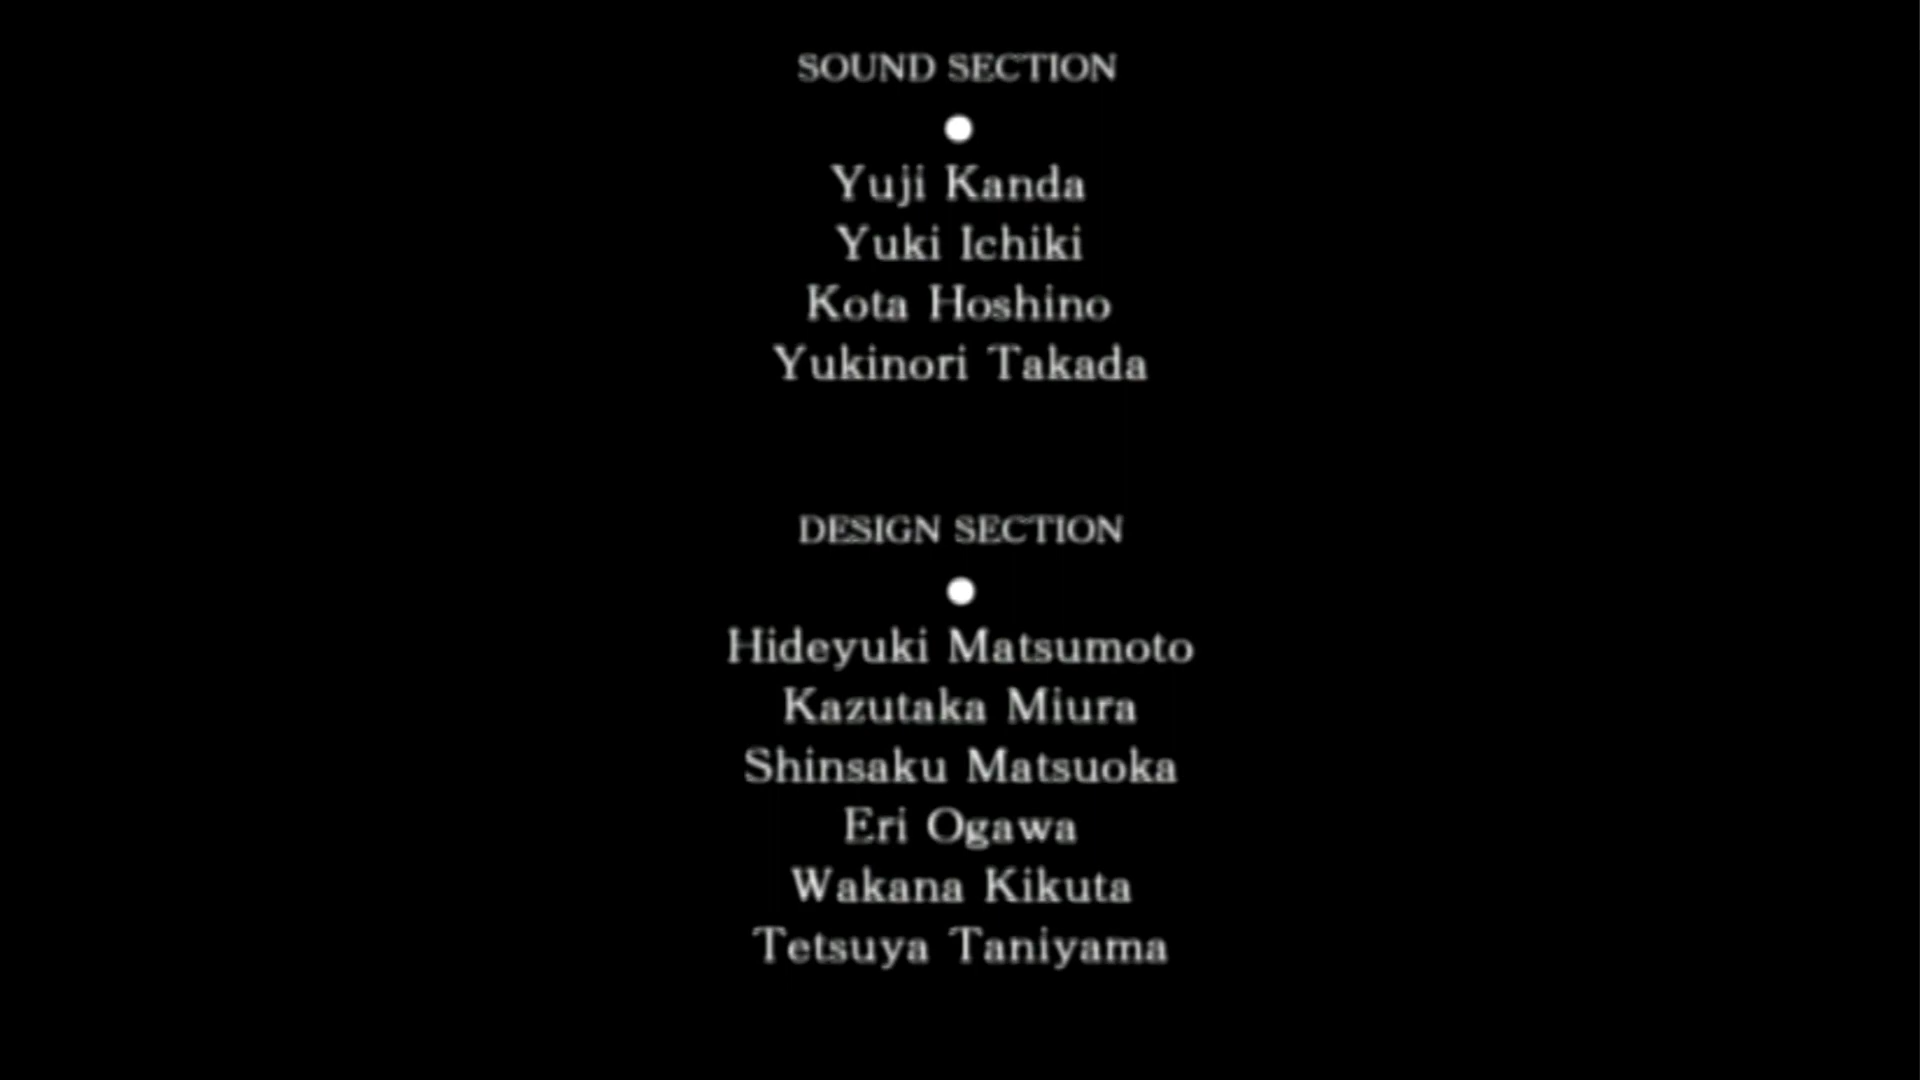 SOUND SECTION
Yuji Kanda
Yuki Ichiki
Kota Hoshino
Yukinori Takada
DESIGN SECTION
Hideyuki Matsumoto
Kazutaka Miura
Shinsaku Matsuoka
Eri Ogawa
Wakana Kikuta
Tetsuya Taniyama